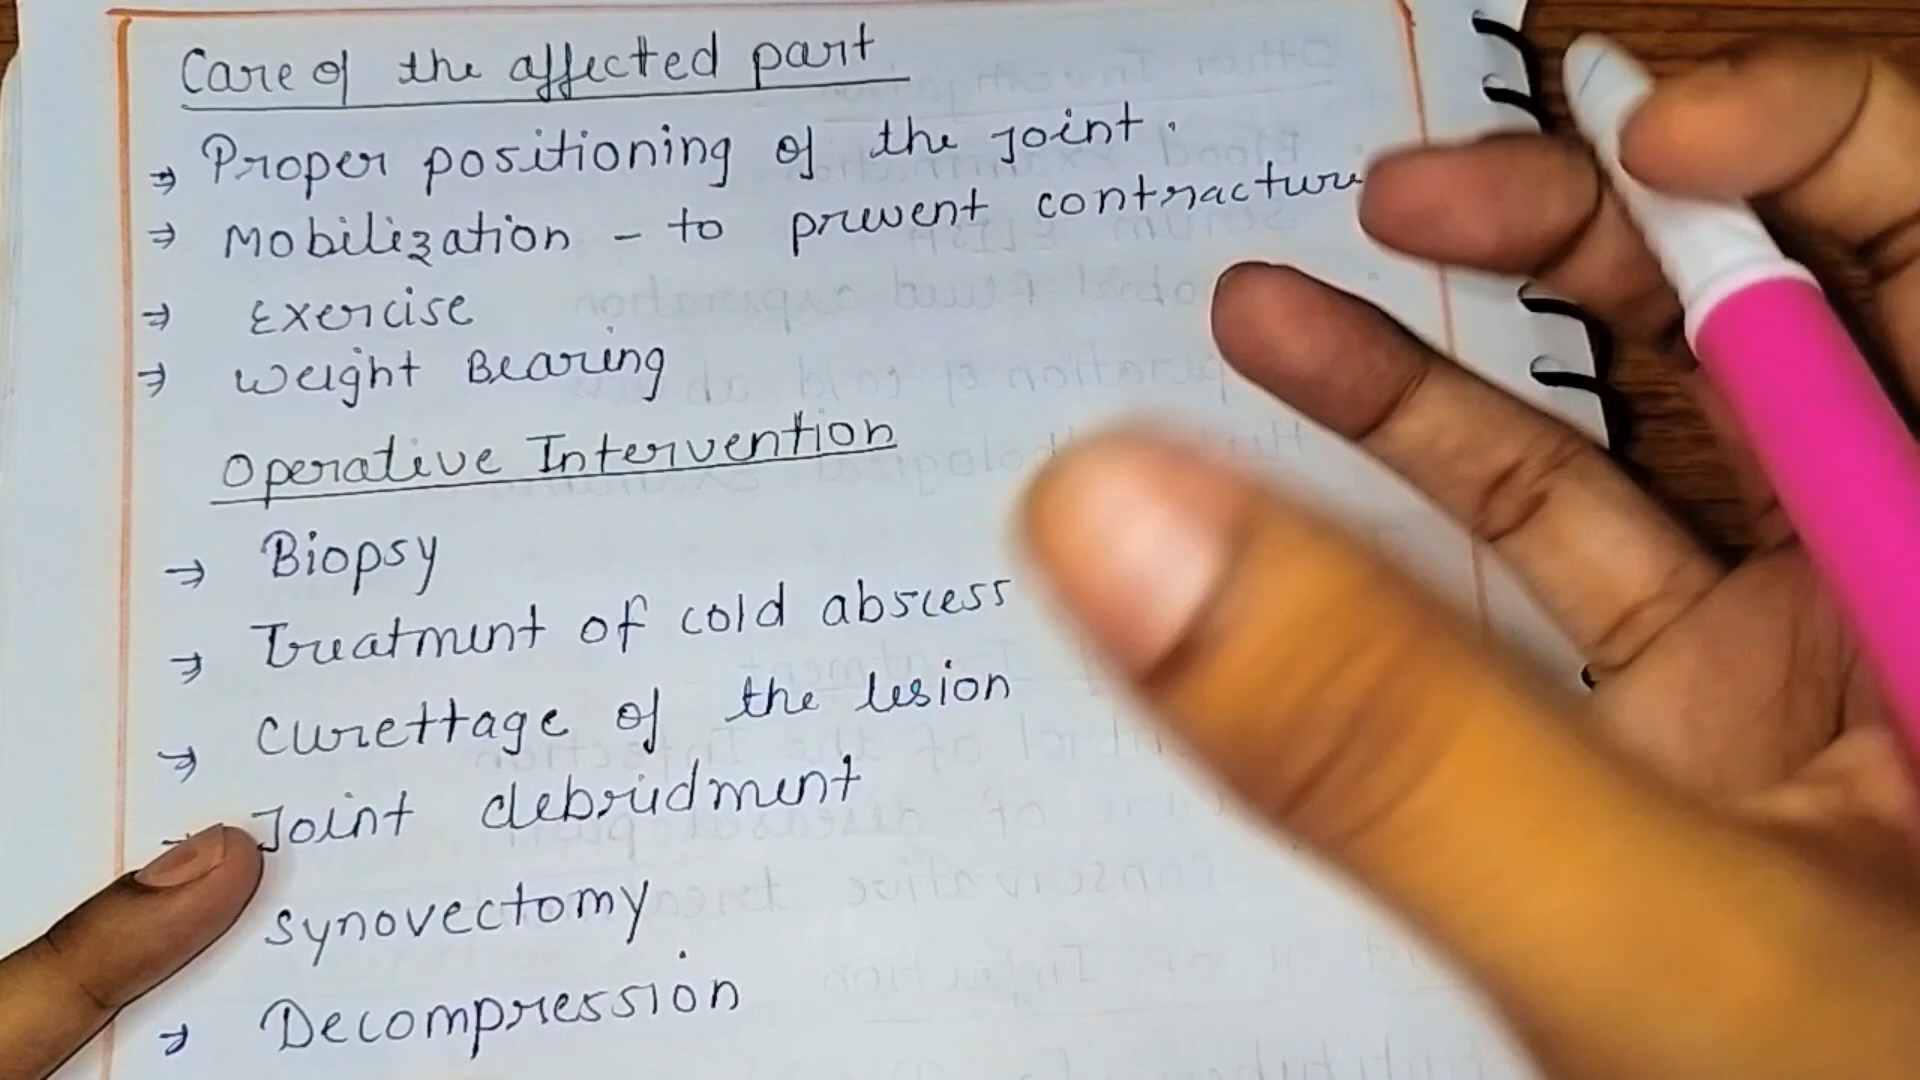 Care of the affected part
⇒ Proper positioning of the Joint.
⇒ Mobilization - to prevent contracture
⇒ Exercise
⇒ Weight Bearing
Operative Intervention
⇒ Biopsy
⇒ Treatment of cold abscess
⇒ Curettage of the lesion
Joint debridment
Synovectomy
⇒ Decompression